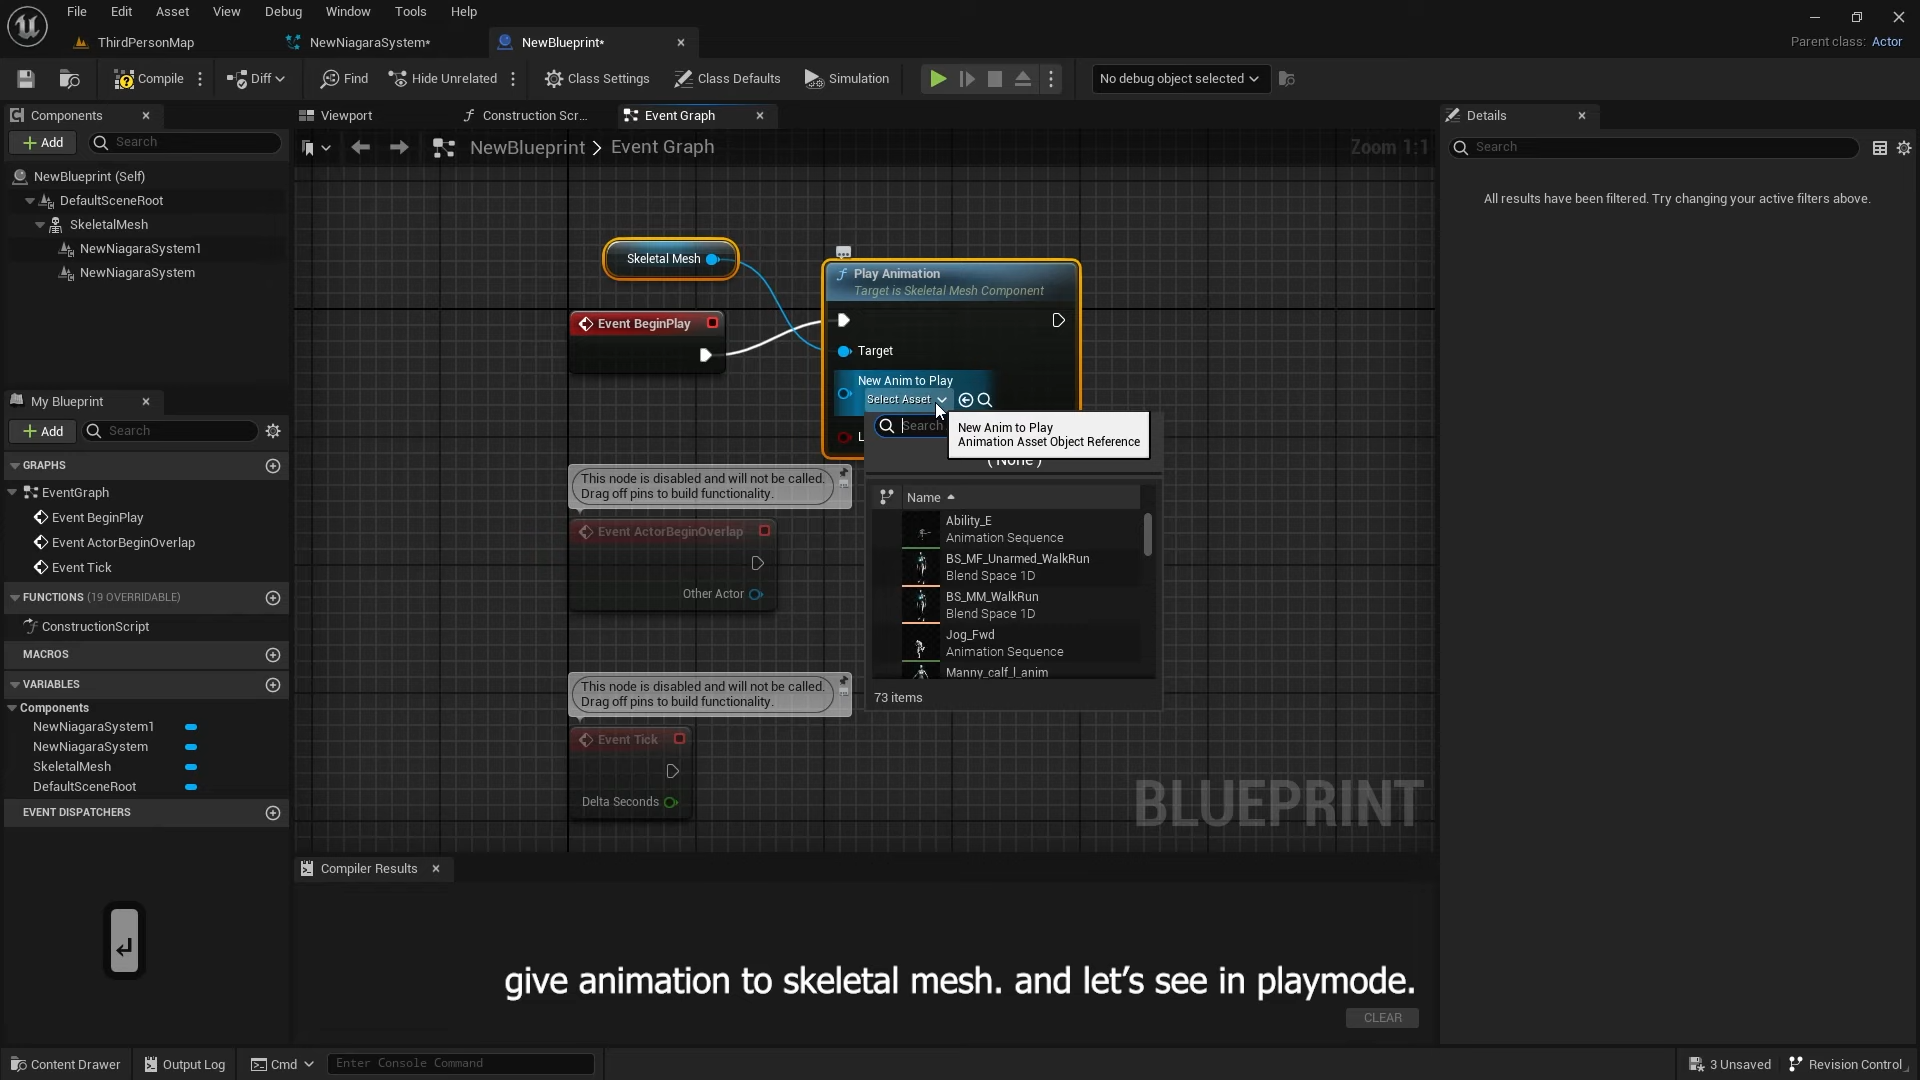 File Edit Asset View Debug Window Tools Help
ThirdPersonMap NewNiagaraSystem* NewBlueprint*
Parent class: Actor
Compile Diff Find Hide Unrelated Class Settings Class Defaults Simulation No debug object selected
Components Viewport Construction Scr... Event Graph Details
Add Search NewBlueprint > Event Graph Zoom 1:1 Search
All results have been filtered. Try changing your active filters above.
NewBlueprint (Self)
DefaultSceneRoot
SkeletalMesh
NewNiagaraSystem1
NewNiagaraSystem
My Blueprint
Add Search
GRAPHS
EventGraph
Event BeginPlay
Event ActorBeginOverlap
Event Tick
FUNCTIONS (19 OVERRIDABLE)
ConstructionScript
MACROS
VARIABLES
Components
NewNiagaraSystem1
NewNiagaraSystem
SkeletalMesh
DefaultSceneRoot
EVENT DISPATCHERS
Skeletal Mesh
Play Animation
Target is Skeletal Mesh Component
Event BeginPlay
Target
New Anim to Play
Select Asset
L
Search
New Anim to Play
Animation Asset Object Reference
( None )
Name
Ability_E
Animation Sequence
BS_MF_Unarmed_WalkRun
Blend Space 1D
BS_MM_WalkRun
Blend Space 1D
Jog_Fwd
Animation Sequence
Manny_calf_l_anim
73 items
This node is disabled and will not be called.
Drag off pins to build functionality.
Event ActorBeginOverlap
Other Actor
This node is disabled and will not be called.
Drag off pins to build functionality.
Event Tick
Delta Seconds
BLUEPRINT
Compiler Results
give animation to skeletal mesh. and let's see in playmode.
CLEAR
Content Drawer Output Log Cmd Enter Console Command 3 Unsaved Revision Control